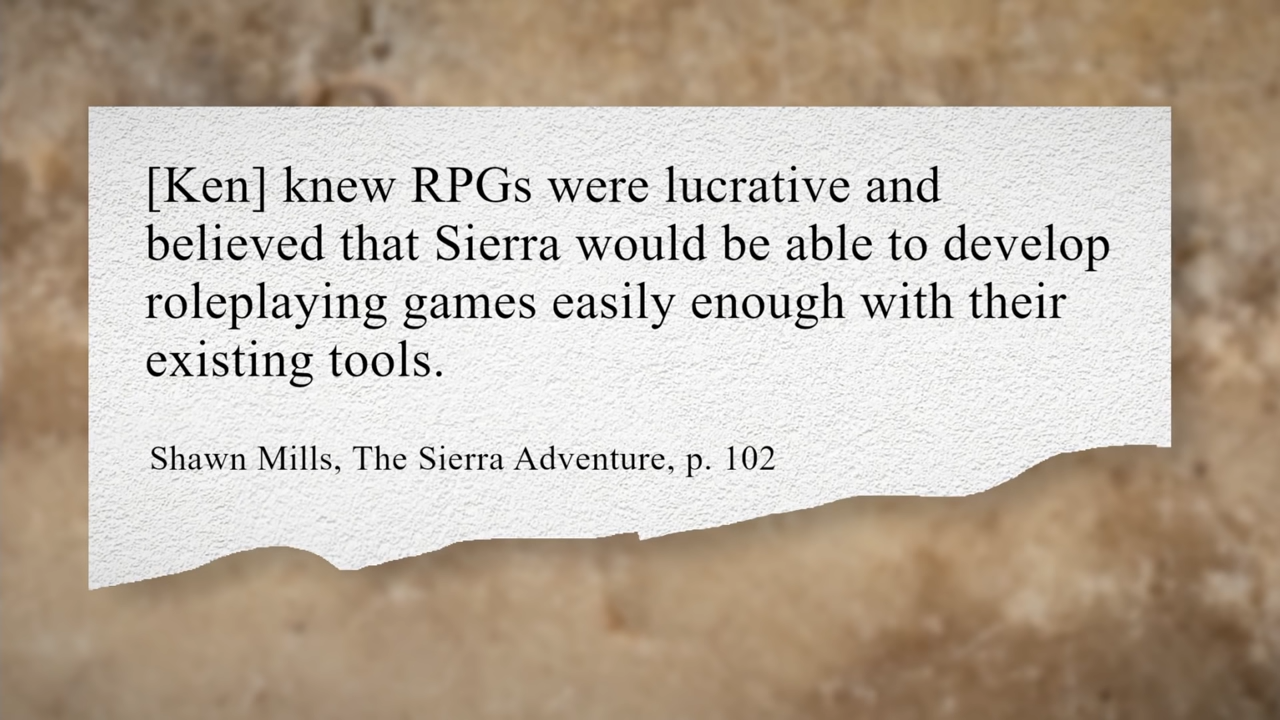 [Ken] knew RPGs were lucrative and
believed that Sierra would be able to develop
roleplaying games easily enough with their
existing tools.
Shawn Mills, The Sierra Adventure, p. 102